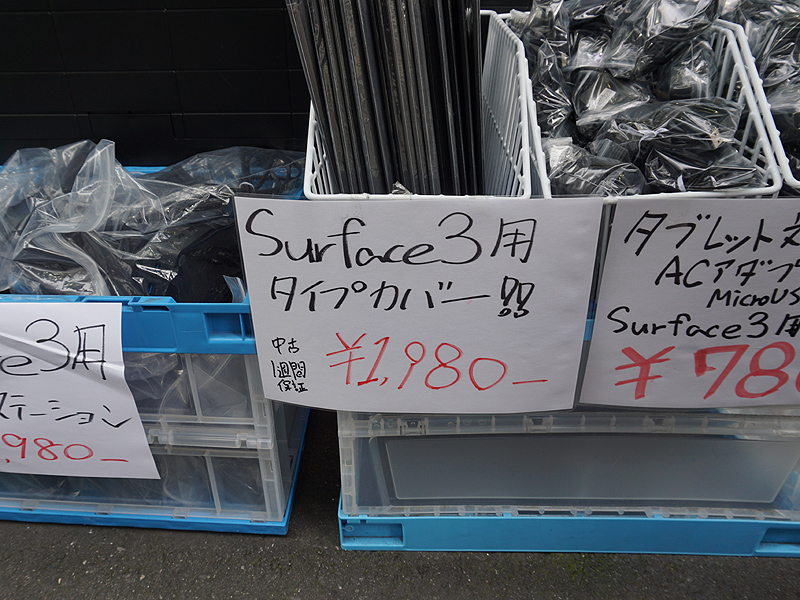 e3用
ステーション
,980-
Surface3用
タイプカバー!!
中古
1週間
保証
¥1,980-
タブレット
ACアダプ
MicroUS
Surface3用
¥78